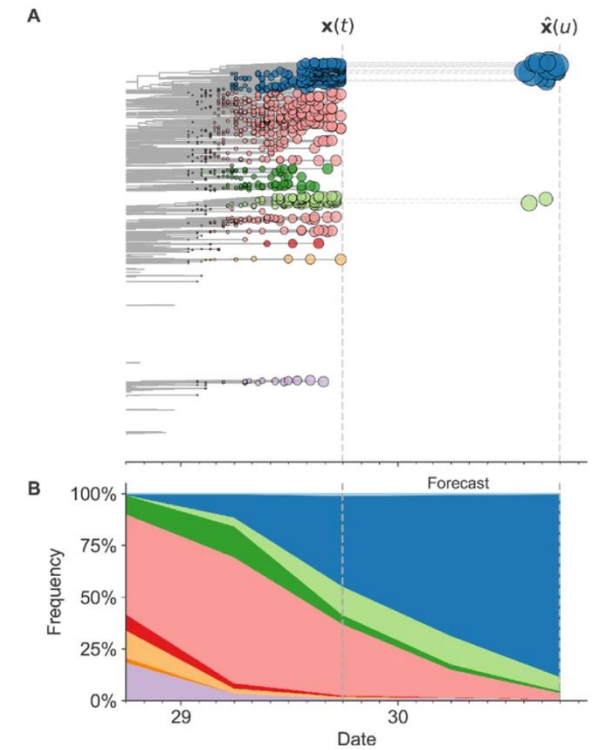 A
x(t)
x̂(u)
B
Forecast
100%
75%
50%
25%
0%
Frequency
29
30
Date